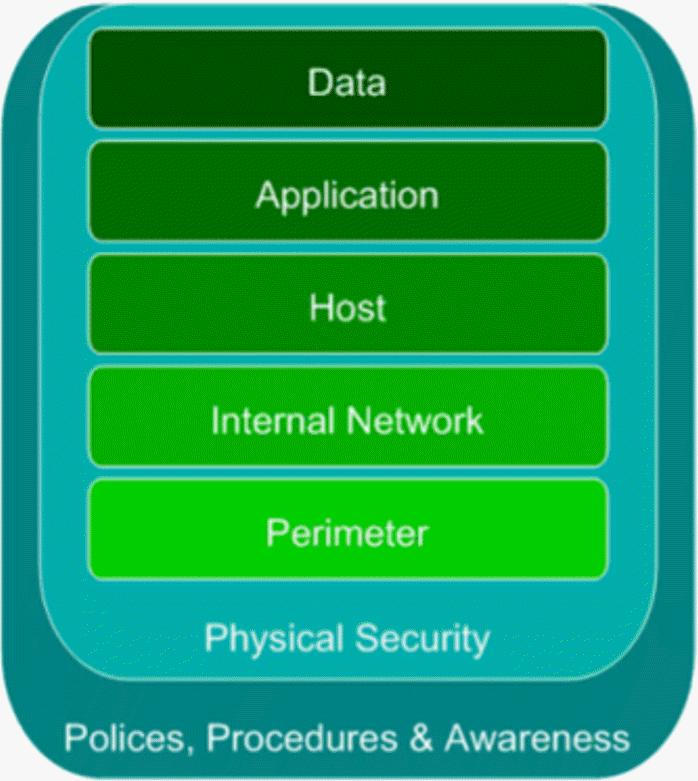 Data
Application
Host
Internal Network
Perimeter
Physical Security
Polices, Procedures & Awareness